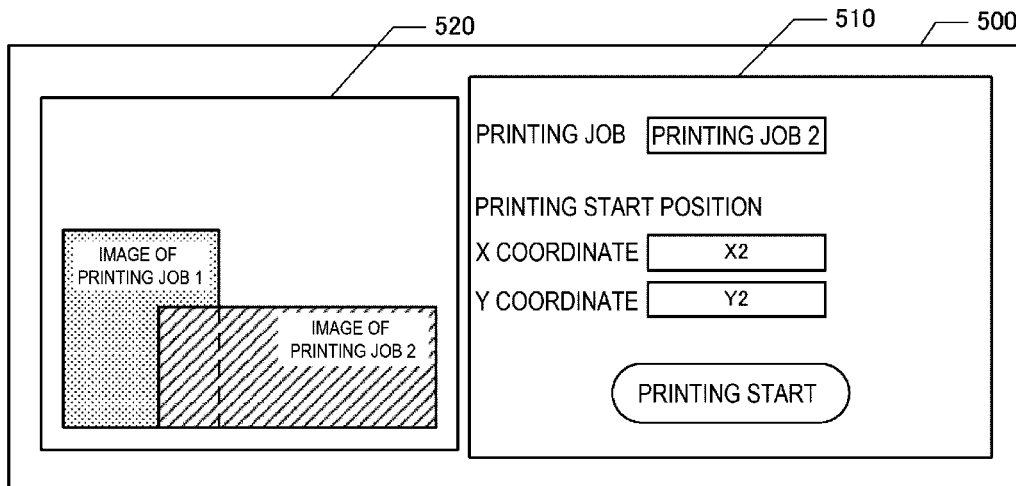 520
510
500
IMAGE OF
PRINTING JOB 1
IMAGE OF
PRINTING JOB 2
PRINTING JOB PRINTING JOB 2
PRINTING START POSITION
X COORDINATE X2
Y COORDINATE Y2
PRINTING START